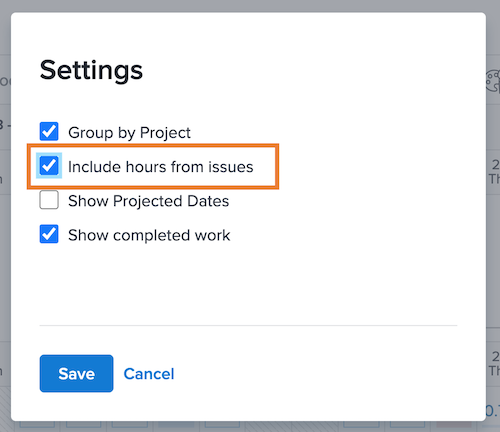 Settings
Group by Project
Include hours from issues
Show Projected Dates
Show completed work
Save
Cancel